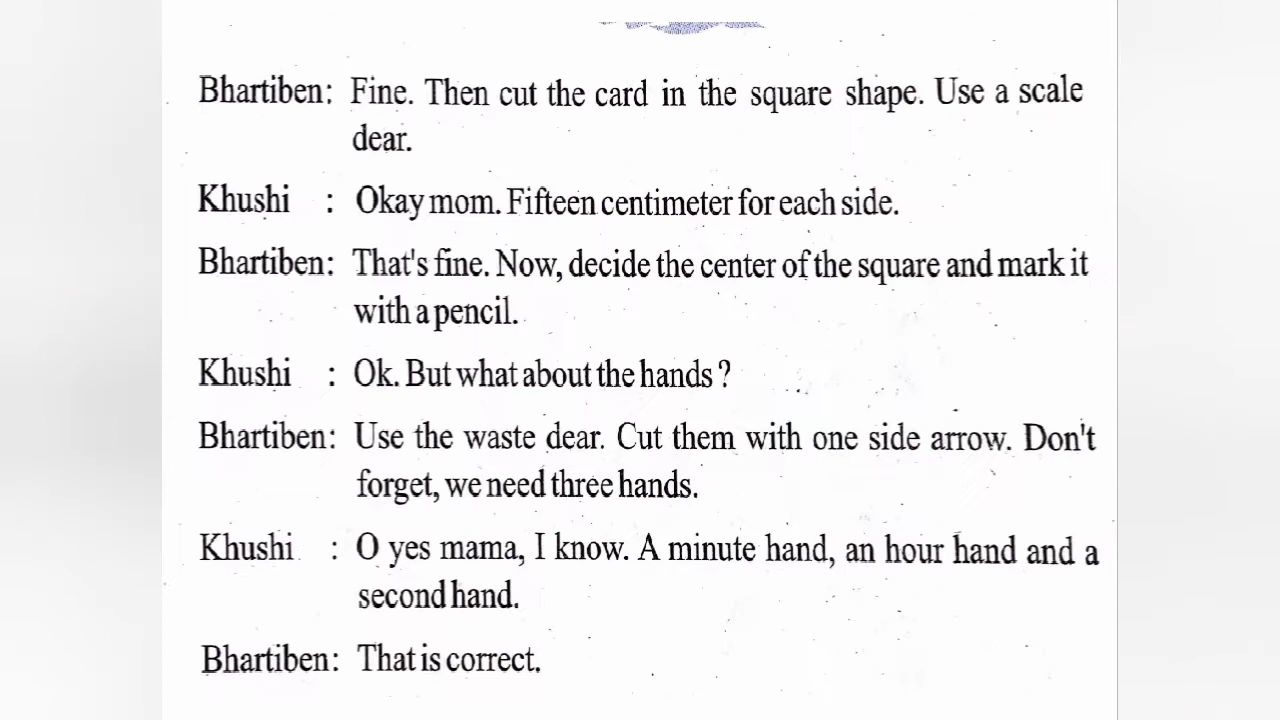 Bhartiben: Fine. Then cut the card in the square shape. Use a scale
dear.
Khushi : Okay mom. Fifteen centimeter for each side.
Bhartiben: That's fine. Now, decide the center of the square and mark it
with a pencil.
Khushi : Ok. But what about the hands ?
Bhartiben: Use the waste dear. Cut them with one side arrow. Don't
forget, we need three hands.
Khushi : O yes mama, I know. A minute hand, an hour hand and a
second hand.
Bhartiben: That is correct.